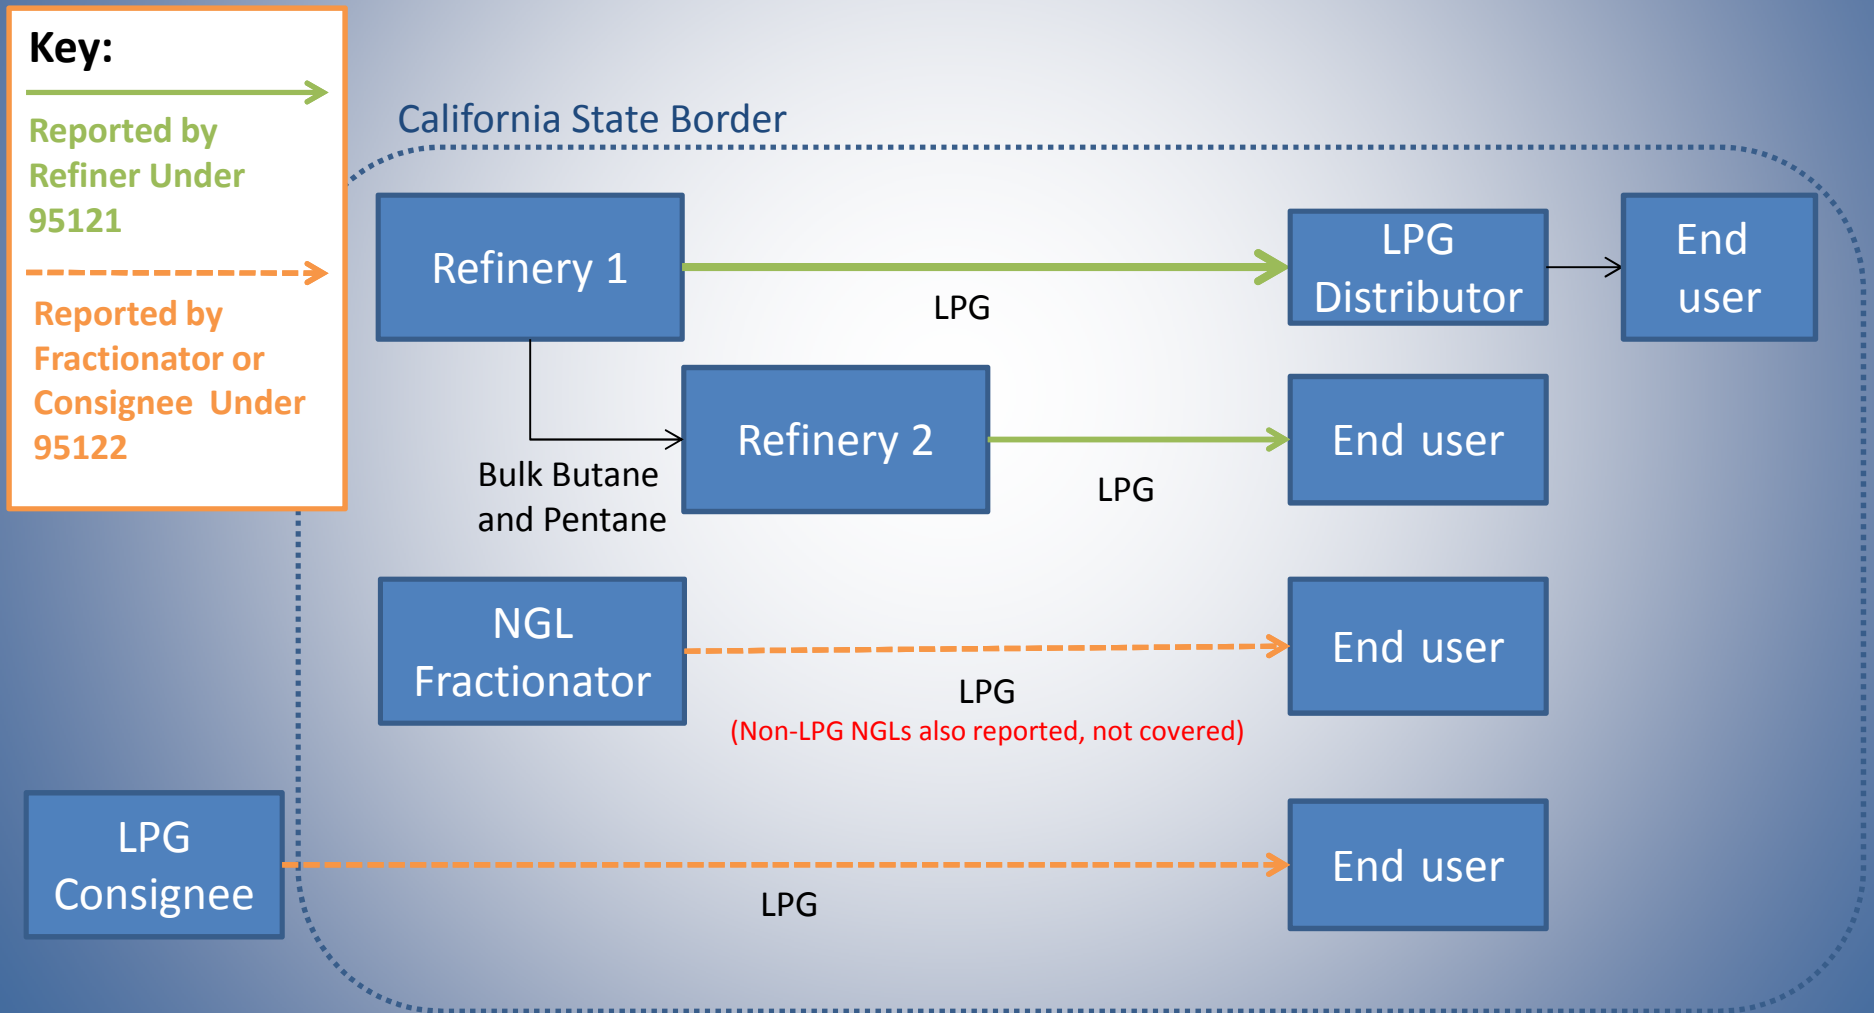 Key:
Reported by
Refiner Under
95121
Reported by
Fractionator or
Consignee Under
95122
California State Border
Refinery 1
LPG
LPG
Distributor
End
user
Bulk Butane
and Pentane
Refinery 2
LPG
End user
NGL
Fractionator
LPG
(Non-LPG NGLs also reported, not covered)
End user
LPG
Consignee
LPG
End user